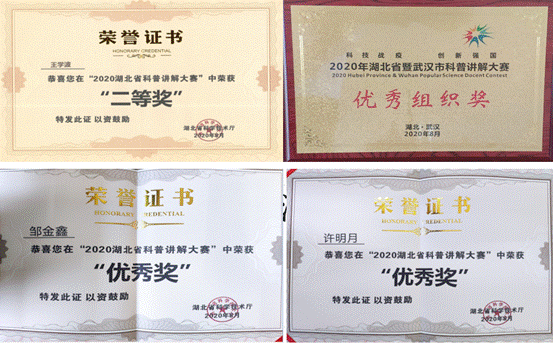 荣誉证书
HONORARY CREDENTIAL
王学波
恭喜您在“2020湖北省科普讲解大赛”中荣获
“二等奖”
特发此证 以资鼓励
湖北省科学技术厅
2020年8月
科技战疫 创新强国
2020年湖北省暨武汉市科普讲解大赛
2020 Hubei Province & Wuhan Popular Science Docent Contest
优秀组织奖
湖北·武汉
2020年8月
荣誉证书
HONORARY CREDENTIAL
邹金鑫
恭喜您在“2020湖北省科普讲解大赛”中荣获
“优秀奖”
特发此证 以资鼓励
湖北省科学技术厅
2020年8月
荣誉证书
HONORARY CREDENTIAL
许明月
恭喜您在“2020湖北省科普讲解大赛”中荣获
“优秀奖”
特发此证 以资鼓励
湖北省科学技术厅
2020年8月